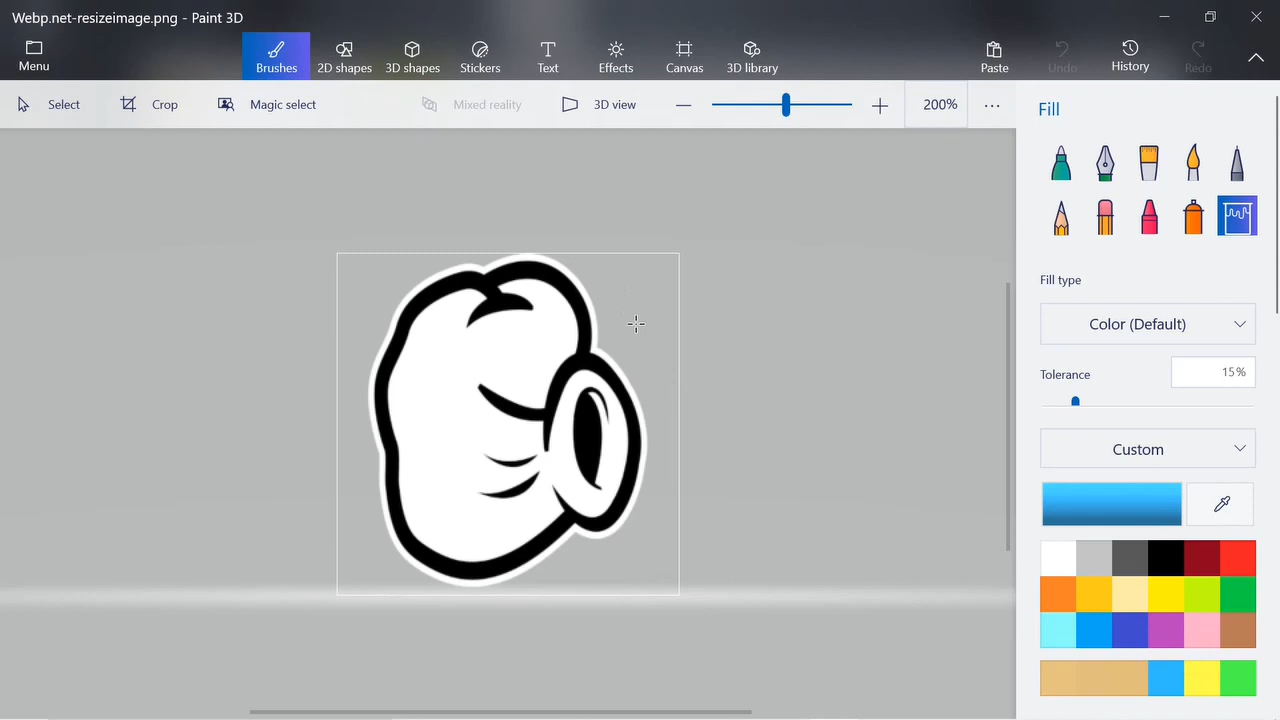 Webp.net-resizeimage.png - Paint 3D
Menu
Brushes
2D shapes
3D shapes
Stickers
Text
Effects
Canvas
3D library
Paste
Undo
History
Redo
Select
Crop
Magic select
Mixed reality
3D view
200%
Fill
Fill type
Color (Default)
Tolerance
15%
Custom